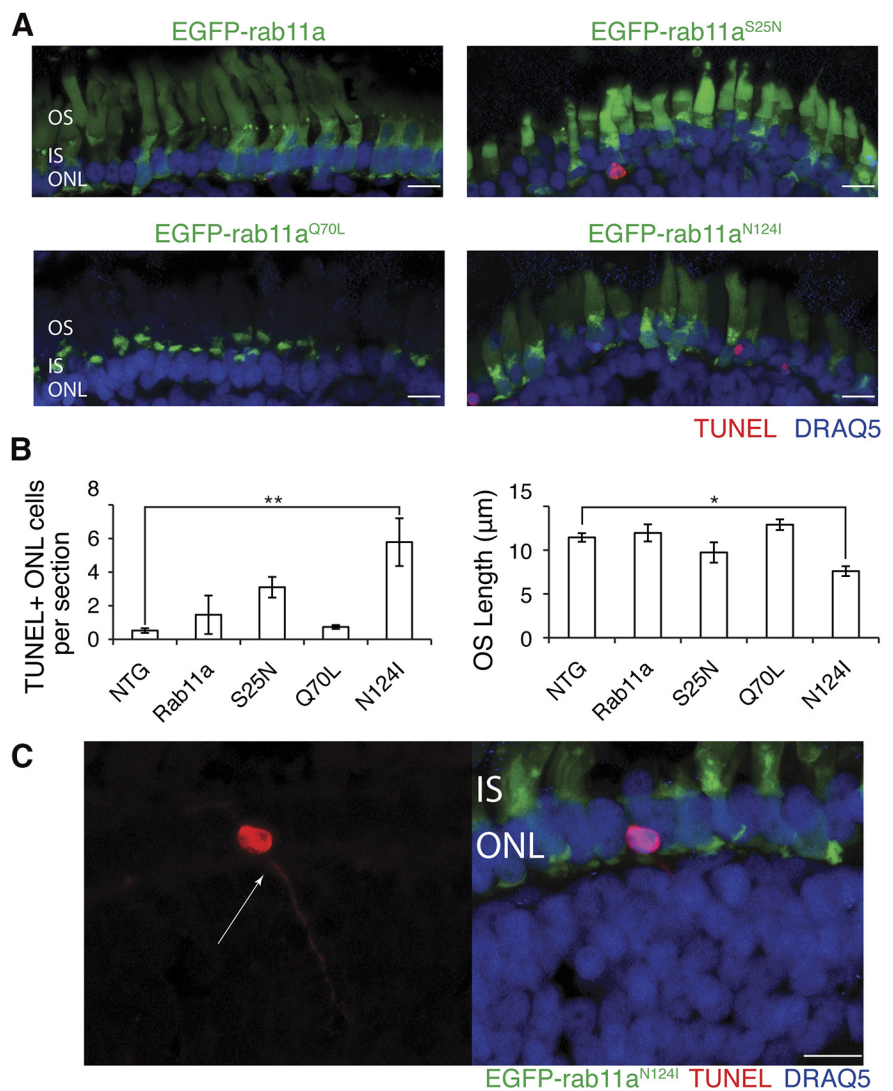 A
EGFP-rab11a
EGFP-rab11aS25N
OS
IS
ONL
EGFP-rab11aQ70L
EGFP-rab11aN124I
OS
IS
ONL
TUNEL DRAQ5
B
TUNEL+ ONL cells
per section
8
6
4
2
0
**
NTG
Rab11a
S25N
Q70L
N124I
OS Length (µm)
15
10
5
0
*
NTG
Rab11a
S25N
Q70L
N124I
C
IS
ONL
EGFP-rab11aN124I TUNEL DRAQ5